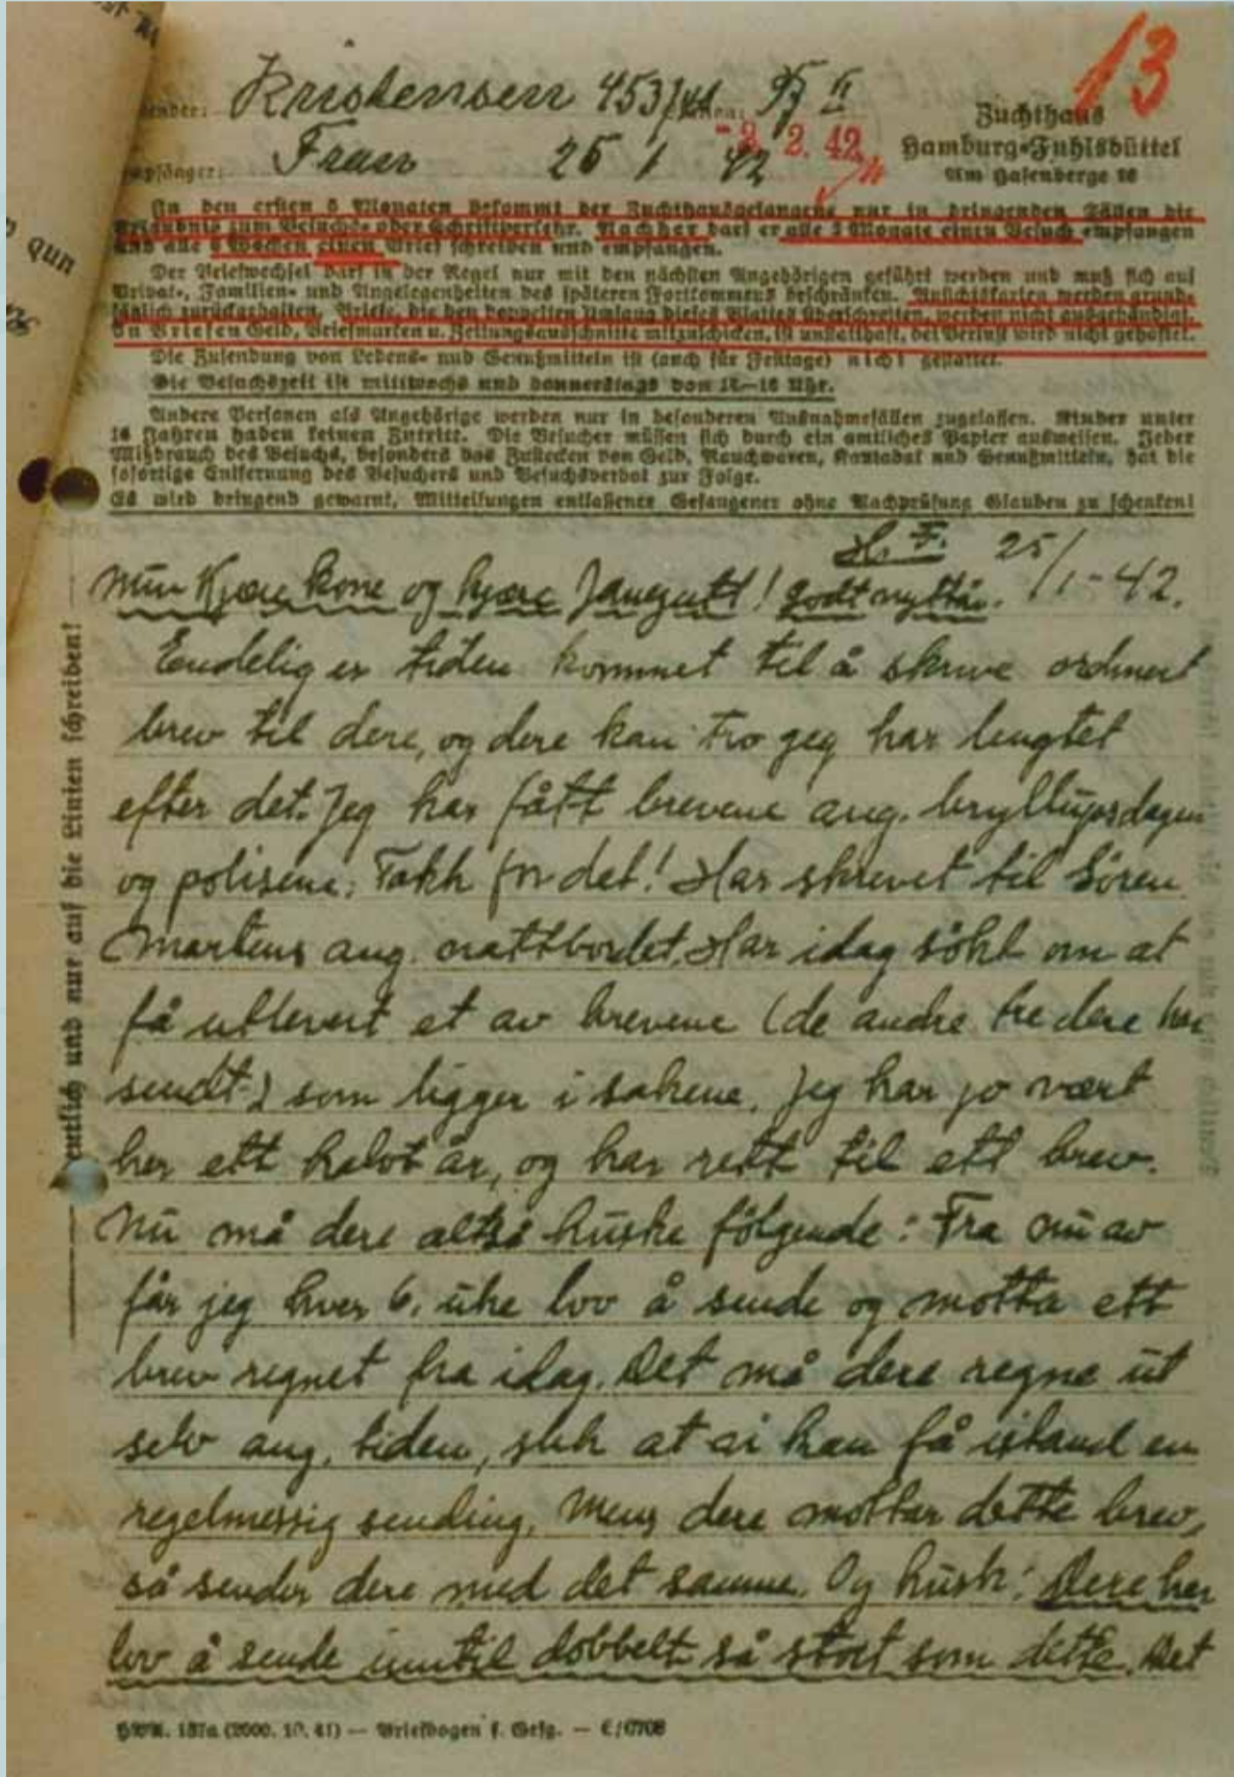 13
Kristensen 453/41
Zuchthaus
Hamburg-Fuhlsbüttel
Am Hasenberge 26
Frau 25 1 42
-3. 2. 42
In den ersten 6 Monaten bekommt der Zuchthausgefangene nur in dringenden Fällen die
Erlaubnis zum Besuchs- oder Schriftverkehr. Nachher darf er alle 3 Monate einen Besuch empfangen
und alle 6 Wochen einen Brief schreiben und empfangen.
Der Briefwechsel darf in der Regel nur mit den nächsten Angehörigen geführt werden und muß sich auf
Privat-, Familien- und Angelegenheiten des späteren Fortkommens beschränken. Ansichtskarten werden grund-
sätzlich zurückgehalten. Briefe, die den doppelten Umfang dieses Blattes überschreiten, werden nicht ausgehändigt.
In Briefen Geld, Briefmarken u. Zeitungsausschnitte mitzuschicken, ist unstatthaft, bei Verlust wird nicht gehaftet.
Die Zusendung von Lebens- und Genußmitteln ist (auch für Festtage) nicht gestattet.
Die Besuchszeit ist mittwochs und donnerstags von 12–16 Uhr.
Andere Personen als Angehörige werden nur in besonderen Ausnahmefällen zugelassen. Kinder unter
16 Jahren haben keinen Zutritt. Die Besucher müssen sich durch ein amtliches Papier ausweisen. Jeder
Mißbrauch des Besuchs, besonders das Zustecken von Geld, Rauchwaren, Kautabak und Genußmitteln, hat die
sofortige Entfernung des Besuchers und Besuchsverbot zur Folge.
Es wird dringend gewarnt, Mitteilungen entlassener Gefangener ohne Nachprüfung Glauben zu schenken!
H. F. 25/1-42.
Min Kjære kone og kjære Jangutt! Godt nyttår.
Endelig er tiden kommet til å skrive ordinert
brev til dere, og dere kan tro jeg har lengtet
efter det. Jeg har fått brevene ang. bryllupsdagen
og polisene. Takk for det! Har skrevet til Sören
Martens ang. nattbordet. Har idag sökt om at
få utlevert et av brevene (de andre tre dere har
sendt) som ligger i sakene. Jeg har jo vært
her ett halvt år, og har rett til ett brev.
Nu må dere altså huske fölgende: Fra nu av
får jeg hver 6. uke lov å sende og motta ett
brev regnet fra idag. Det må dere regne ut
selv ang. tiden, slik at vi kan få istand en
regelmessig sending. Mens dere mottar dette brev,
så sender dere med det samme. Og husk: Dere har
lov å sende inntil dobbelt så stort som dette. Det
entlich und nur auf die Linien schreiben!
(2000. 10. 41) — Briefbogen f. Gefg. — E/0708